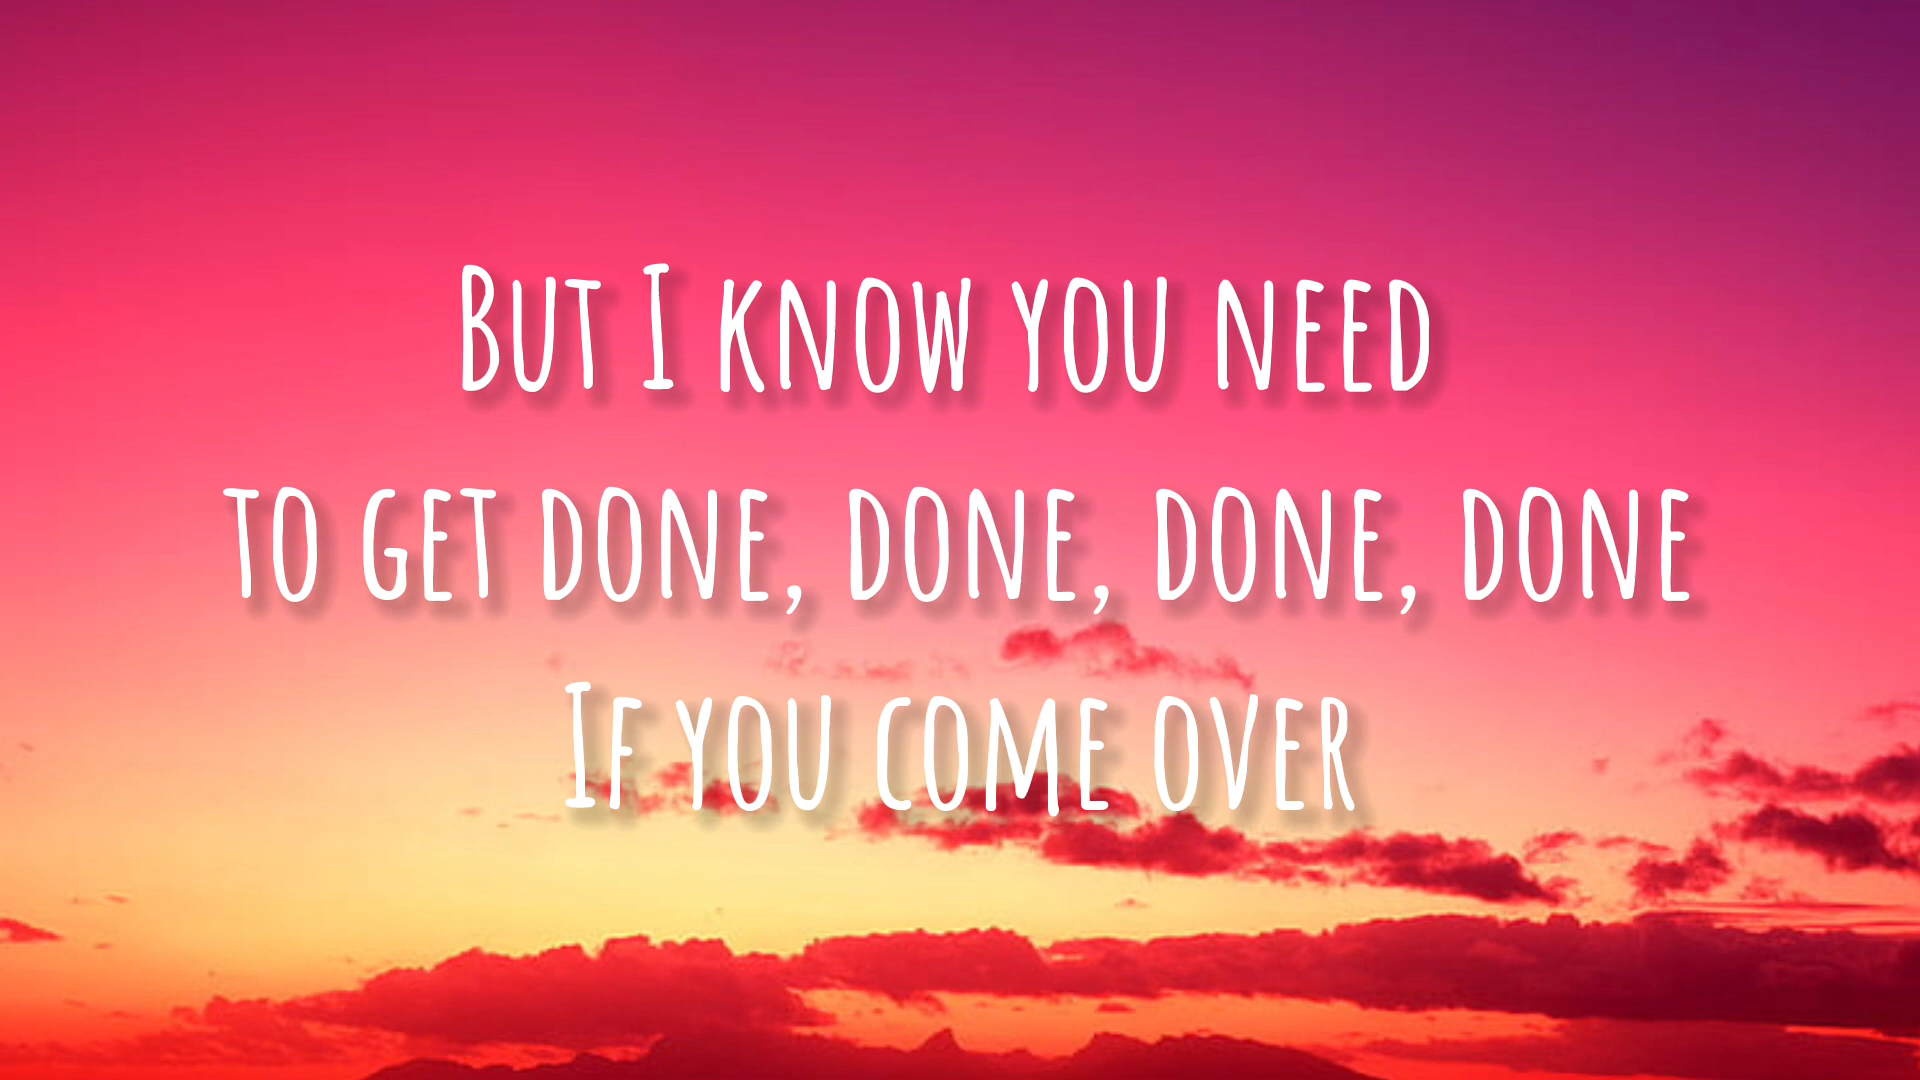 But I know you need
to get done, done, done, done
If you come over